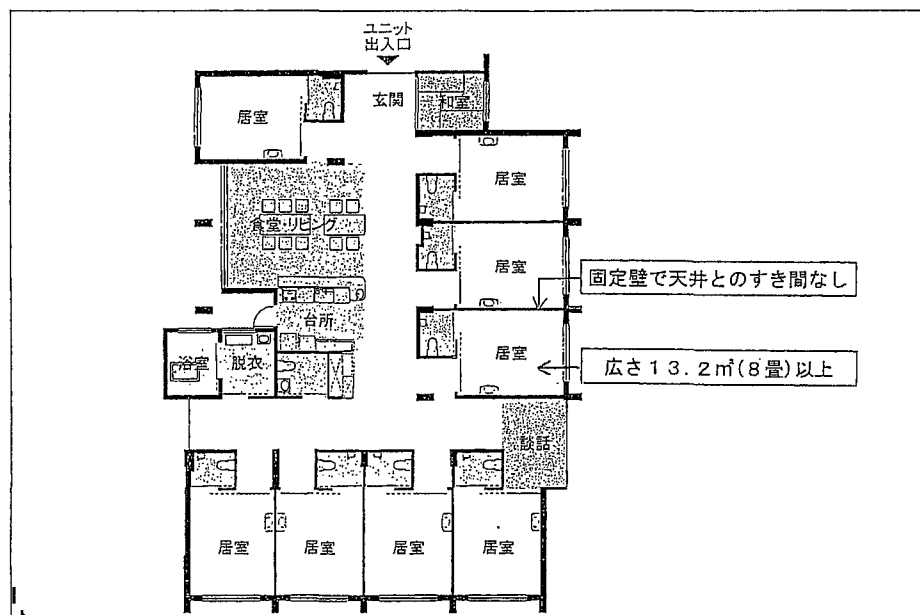 ユニット
出入口
玄関
和室
居室
居室
食堂・リビング
居室
固定壁で天井とのすき間なし
台所
居室
浴室
脱衣
広さ13.2㎡(8畳)以上
談話
居室
居室
居室
居室